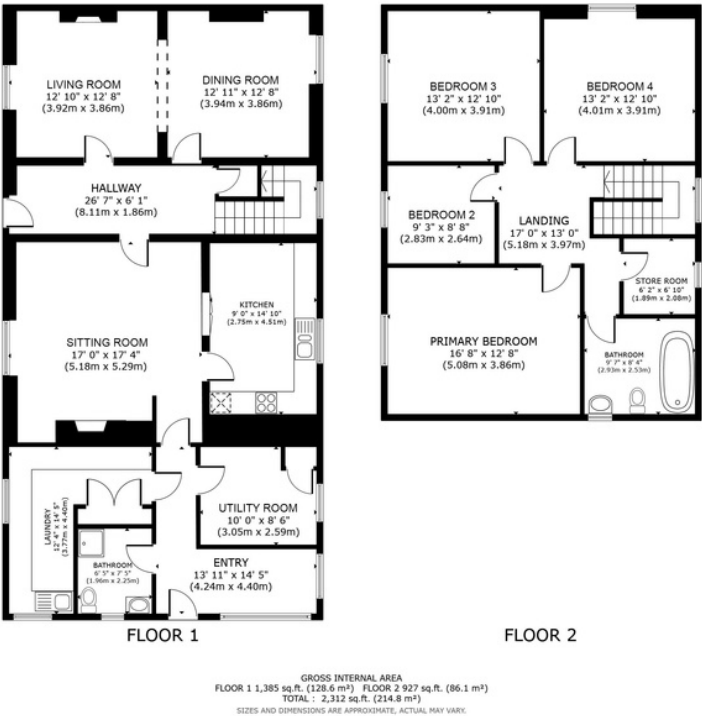 LIVING ROOM
12' 10" x 12' 8"
(3.92m x 3.86m)
DINING ROOM
12' 11" x 12' 8"
(3.94m x 3.86m)
HALLWAY
26' 7" x 6' 1"
(8.11m x 1.86m)
SITTING ROOM
17' 0" x 17' 4"
(5.18m x 5.29m)
KITCHEN
9' 0" x 14' 10"
(2.75m x 4.51m)
LAUNDRY
12' 4" x 14' 5"
(3.77m x 4.40m)
UTILITY ROOM
10' 0" x 8' 6"
(3.05m x 2.59m)
BATHROOM
6' 5" x 7' 5"
(1.96m x 2.25m)
ENTRY
13' 11" x 14' 5"
(4.24m x 4.40m)
FLOOR 1
BEDROOM 3
13' 2" x 12' 10"
(4.00m x 3.91m)
BEDROOM 4
13' 2" x 12' 10"
(4.01m x 3.91m)
BEDROOM 2
9' 3" x 8' 8"
(2.83m x 2.64m)
LANDING
17' 0" x 13' 0"
(5.18m x 3.97m)
STORE ROOM
6' 2" x 6' 10"
(1.89m x 2.08m)
PRIMARY BEDROOM
16' 8" x 12' 8"
(5.08m x 3.86m)
BATHROOM
9' 7" x 8' 4"
(2.93m x 2.53m)
FLOOR 2
GROSS INTERNAL AREA
FLOOR 1 1,385 sq.ft. (128.6 m²) FLOOR 2 927 sq.ft. (86.1 m²)
TOTAL : 2,312 sq.ft. (214.8 m²)
SIZES AND DIMENSIONS ARE APPROXIMATE, ACTUAL MAY VARY.